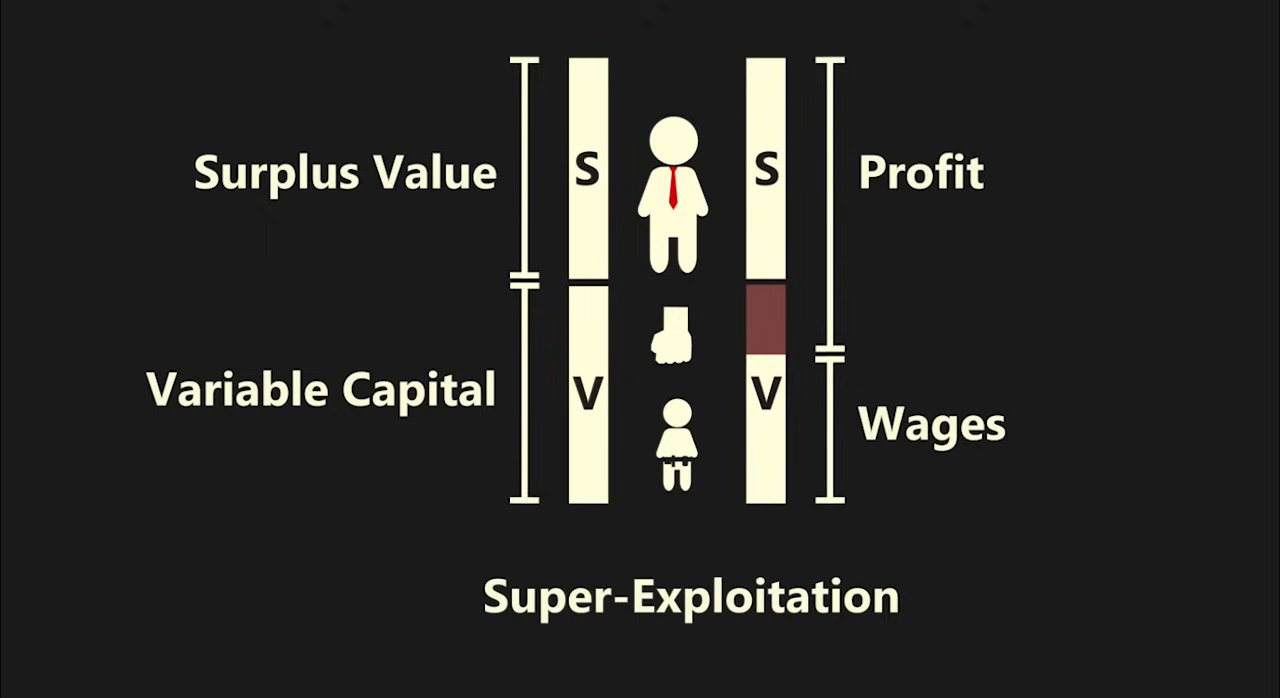 Surplus Value
S
S
Profit
Variable Capital
V
V
Wages
Super-Exploitation